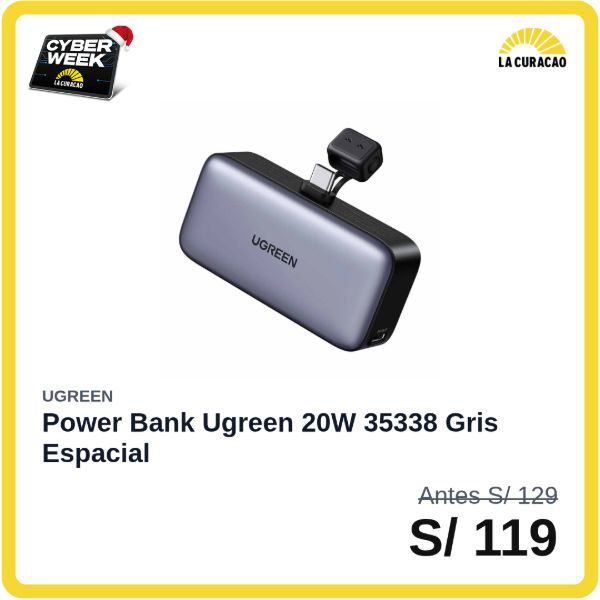 CYBER
WEEK
LA CURACAO
LA CURACAO
UGREEN
UGREEN
Power Bank Ugreen 20W 35338 Gris
Espacial
Antes S/ 129
S/ 119